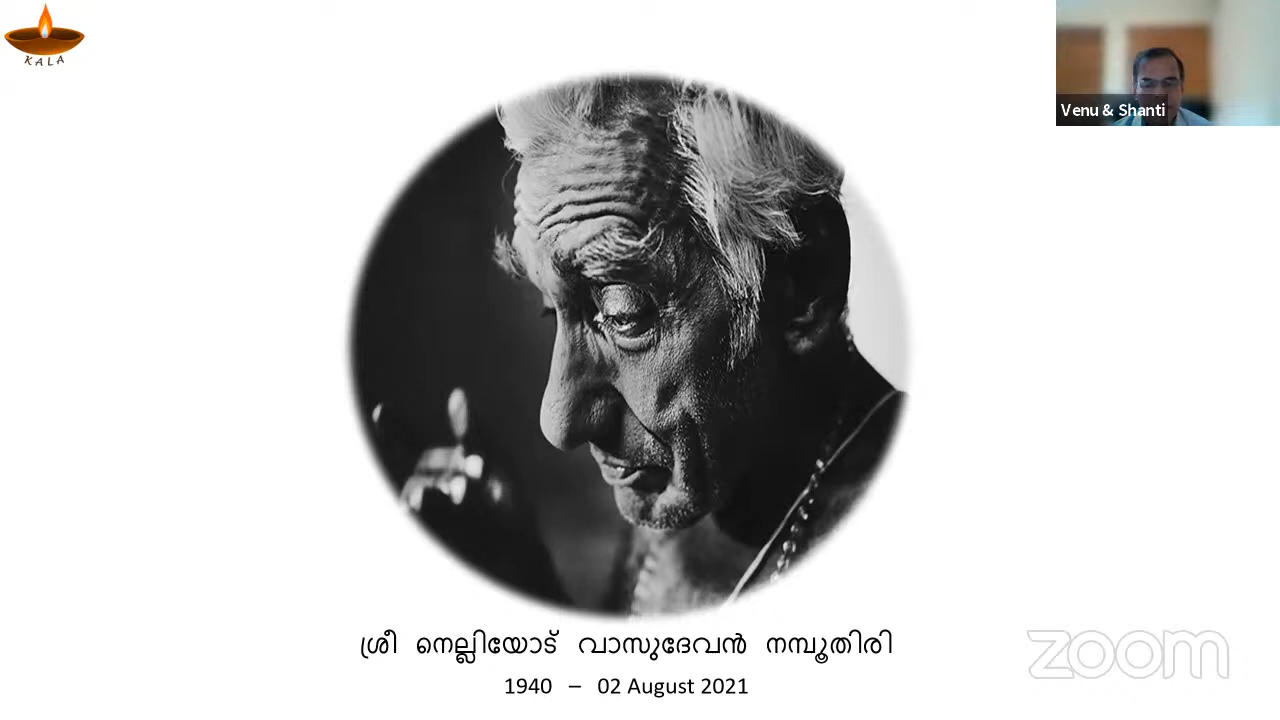 KALA
Venu & Shanti
ശ്രീ നെല്ലിയോട് വാസുദേവൻ നമ്പൂതിരി
1940 – 02 August 2021
zoom